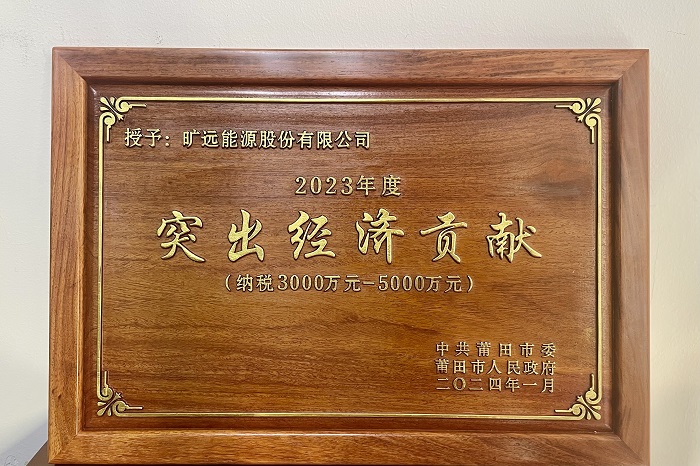 授予：旷远能源股份有限公司
2023年度
突出经济贡献
（纳税3000万元-5000万元）
中共莆田市委
莆田市人民政府
二〇二四年一月